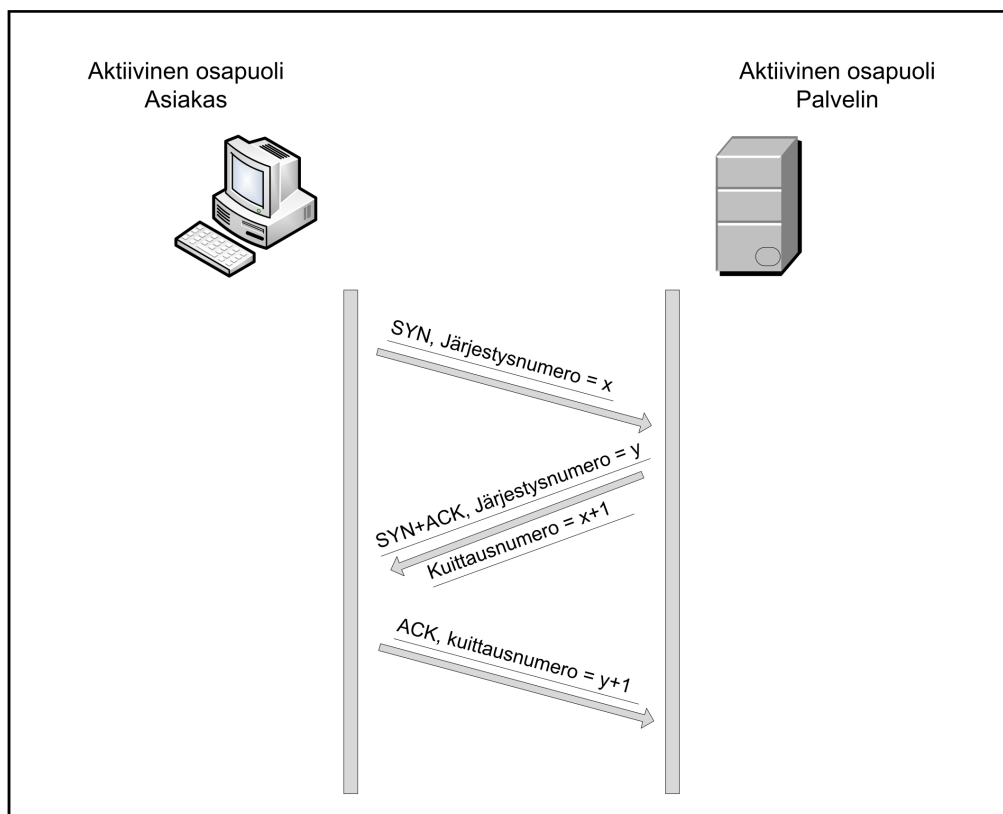 Aktiivinen osapuoli
Asiakas
Aktiivinen osapuoli
Palvelin
SYN, Järjestysnumero = x
SYN+ACK, Järjestysnumero = y
Kuittausnumero = x+1
ACK, kuittausnumero = y+1